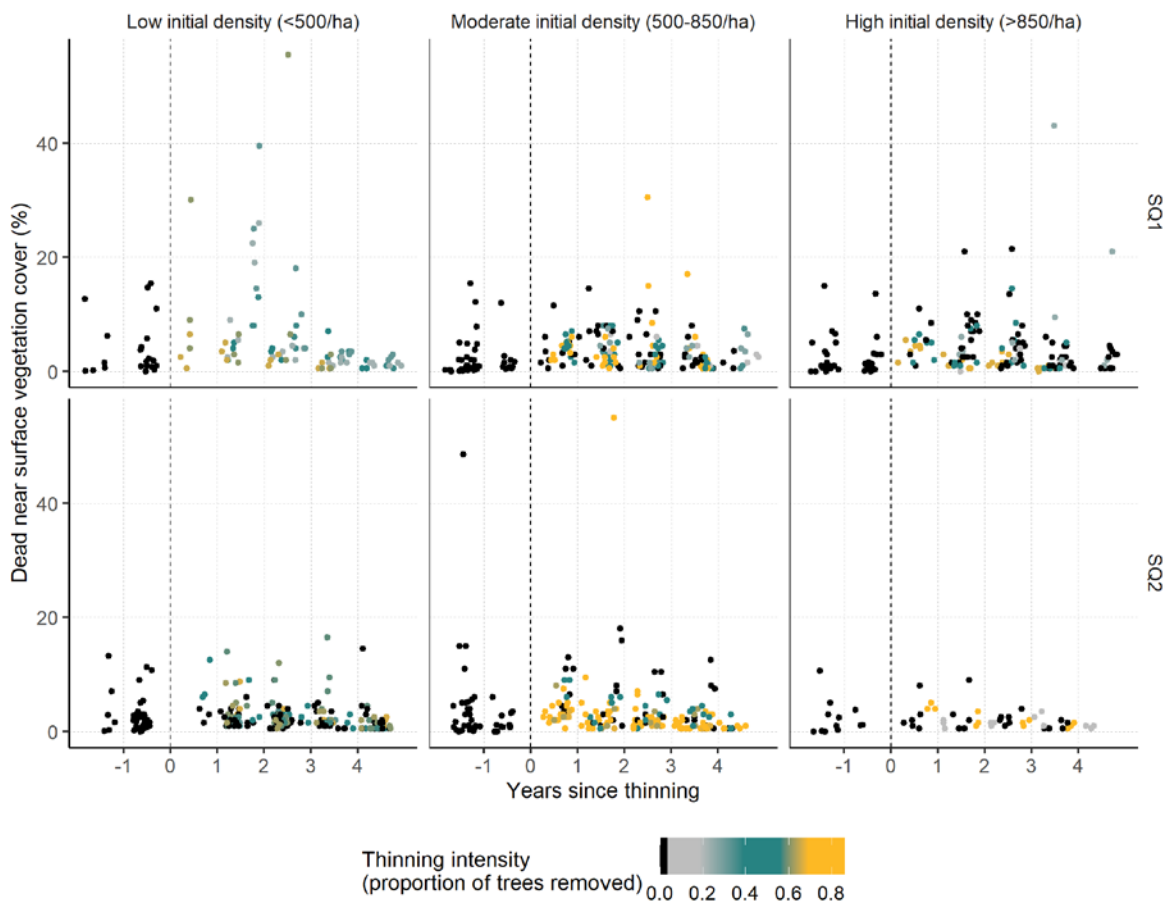 Low initial density (<500/ha)
Moderate initial density (500-850/ha)
High initial density (>850/ha)
Dead near surface vegetation cover (%)
40
20
0
SQ1
40
20
0
SQ2
-1 0 1 2 3 4
-1 0 1 2 3 4
-1 0 1 2 3 4
Years since thinning
Thinning intensity
(proportion of trees removed)
0.0 0.2 0.4 0.6 0.8